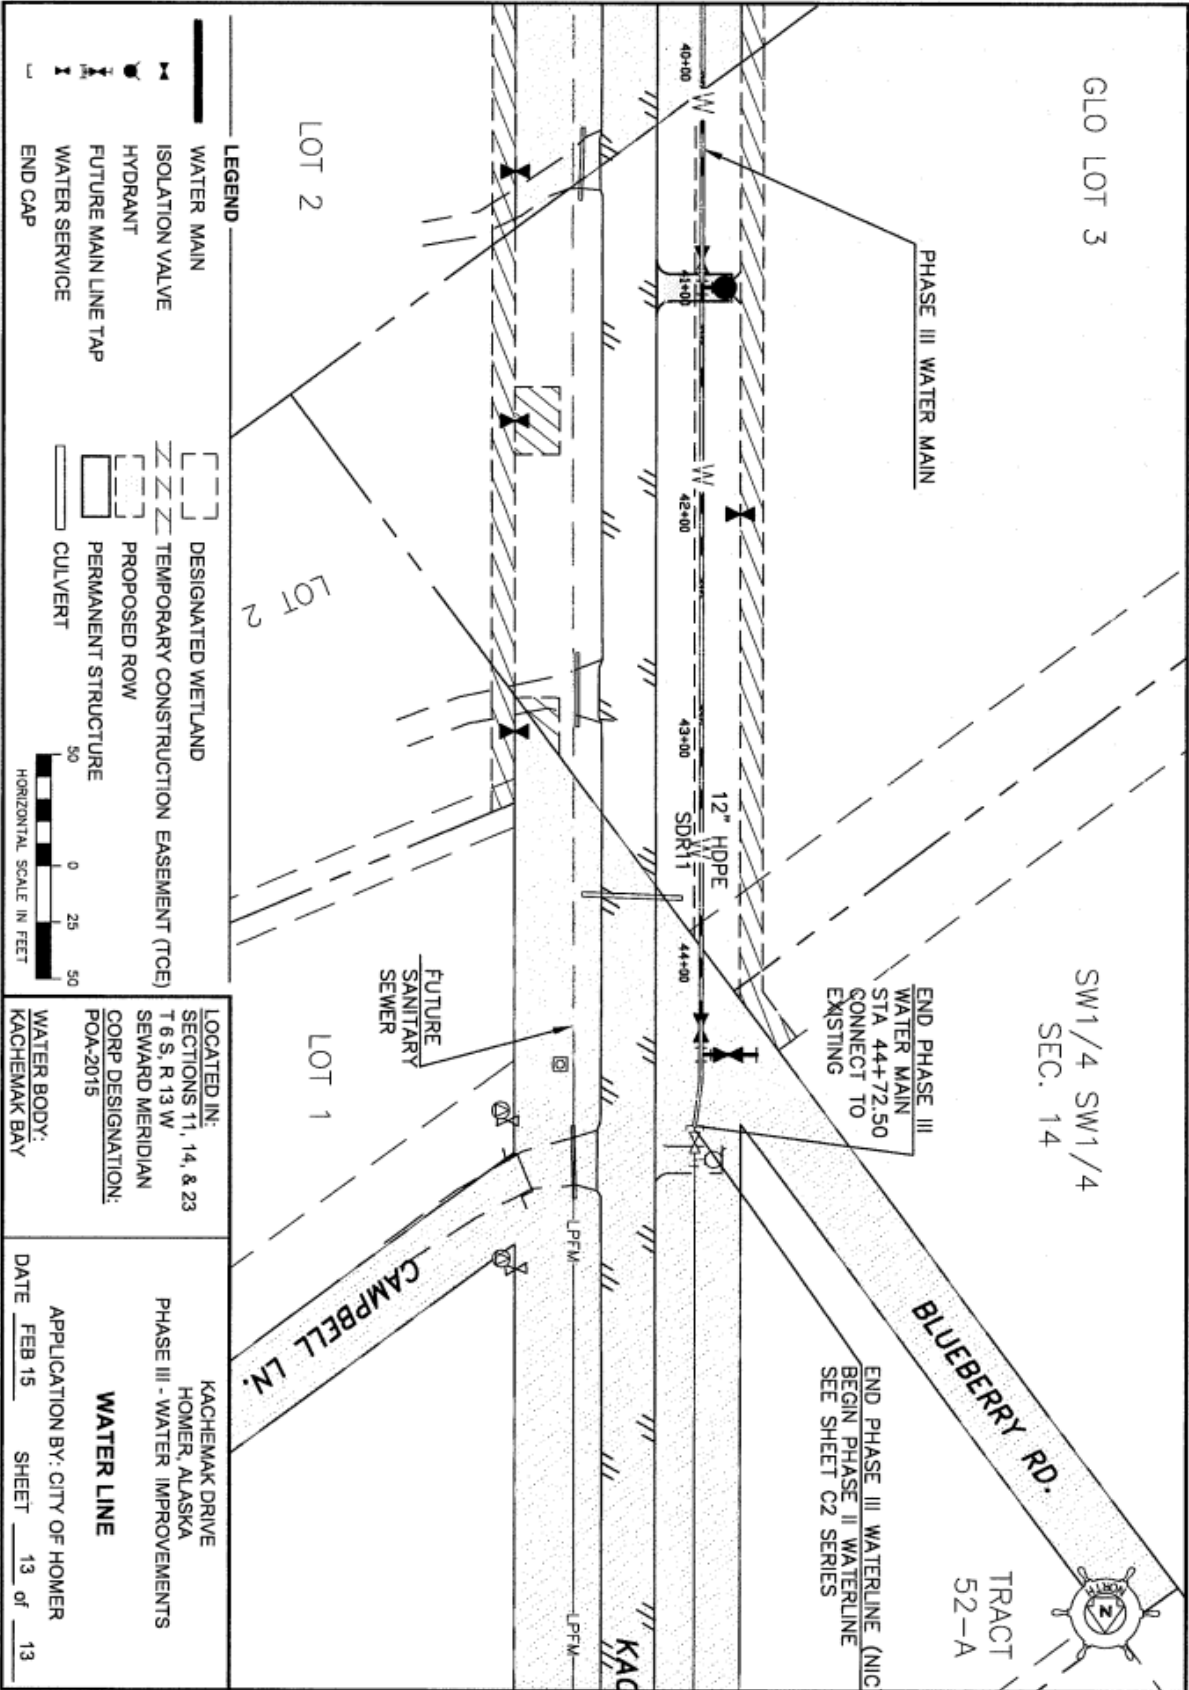 GLO LOT 3
PHASE III WATER MAIN
SW1/4 SW1/4
SEC. 14
END PHASE III
WATER MAIN
STA 44+72.50
CONNECT TO
EXISTING
BLUEBERRY RD.
TRACT
52-A
NORTH
N
END PHASE III WATERLINE (NIC
BEGIN PHASE II WATERLINE
SEE SHEET C2 SERIES
40+00
W
41+00
W
42+00
43+00
12" HDPE
SDR11
W
44+00
KAC
LPFM
LPFM
FUTURE
SANITARY
SEWER
LOT 2
LOT 2
LOT 1
CAMPBELL LN.
LEGEND
WATER MAIN
ISOLATION VALVE
HYDRANT
FUTURE MAIN LINE TAP
WATER SERVICE
END CAP
DESIGNATED WETLAND
TEMPORARY CONSTRUCTION EASEMENT (TCE)
PROPOSED ROW
PERMANENT STRUCTURE
CULVERT
50 0 25 50
HORIZONTAL SCALE IN FEET
LOCATED IN:
SECTIONS 11, 14, & 23
T 6 S, R 13 W
SEWARD MERIDIAN
CORP DESIGNATION:
POA-2015
WATER BODY:
KACHEMAK BAY
KACHEMAK DRIVE
HOMER, ALASKA
PHASE III - WATER IMPROVEMENTS
WATER LINE
APPLICATION BY: CITY OF HOMER
DATE FEB 15 SHEET 13 of 13